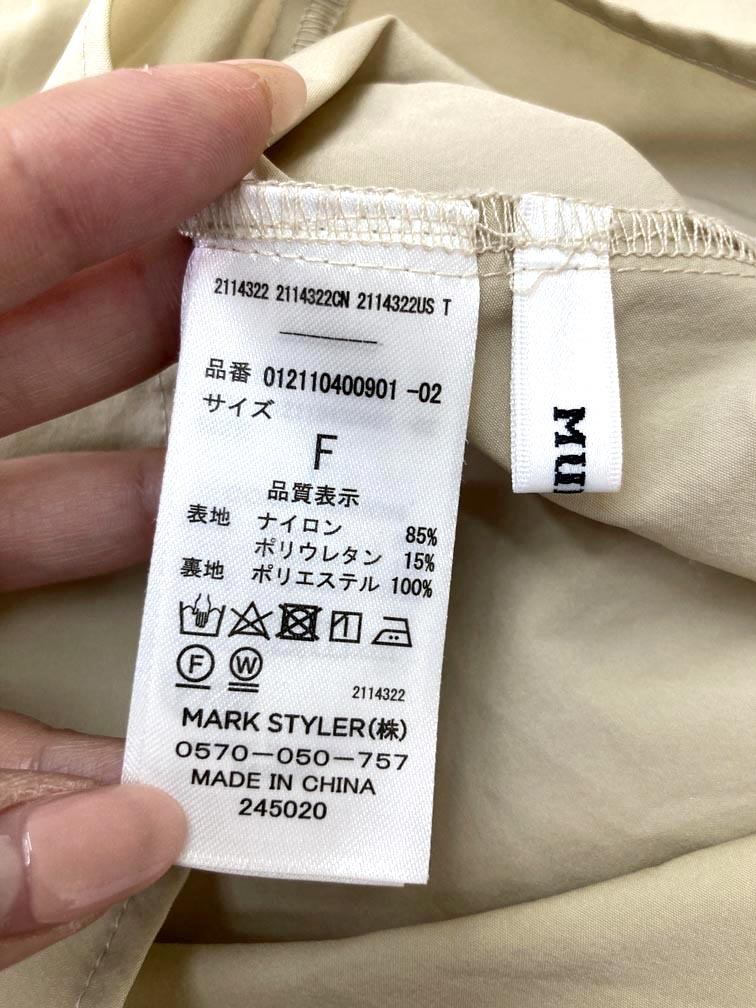 2114322 2114322CN 2114322US T
品番 012110400901 -02
サイズ
F
品質表示
表地 ナイロン 85%
ポリウレタン 15%
裏地 ポリエステル 100%
F W
2114322
MARK STYLER(株)
0570-050-757
MADE IN CHINA
245020